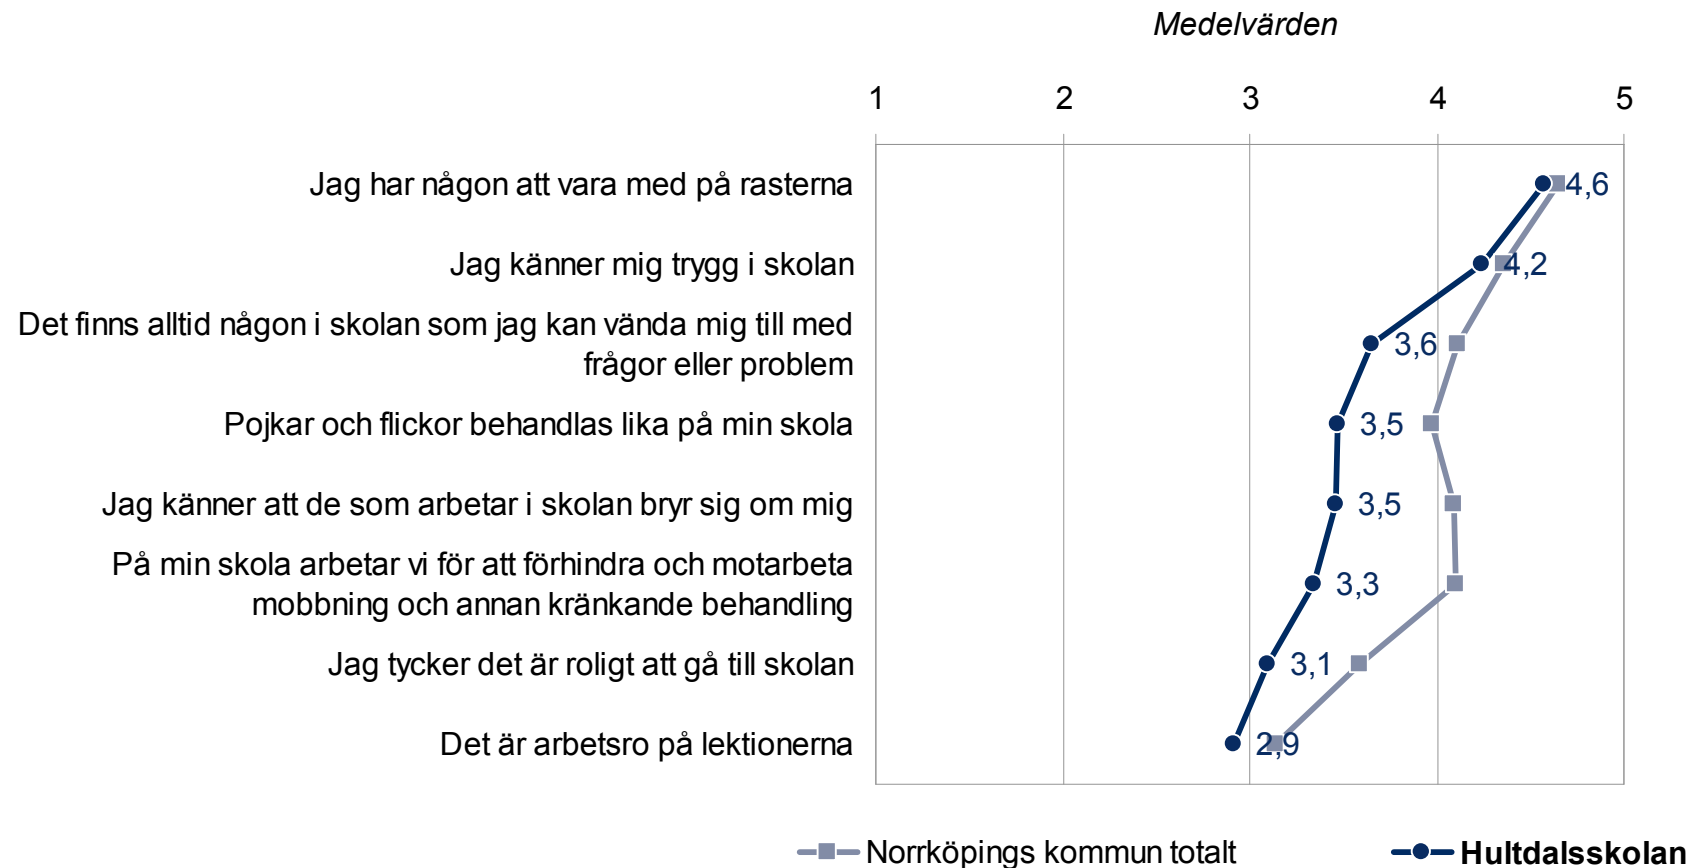 Medelvärden
1 2 3 4 5
Jag har någon att vara med på rasterna
4,6
Jag känner mig trygg i skolan
4,2
Det finns alltid någon i skolan som jag kan vända mig till med
frågor eller problem
3,6
Pojkar och flickor behandlas lika på min skola
3,5
Jag känner att de som arbetar i skolan bryr sig om mig
3,5
På min skola arbetar vi för att förhindra och motarbeta
mobbning och annan kränkande behandling
3,3
Jag tycker det är roligt att gå till skolan
3,1
Det är arbetsro på lektionerna
2,9
Norrköpings kommun totalt
Hultdalsskolan